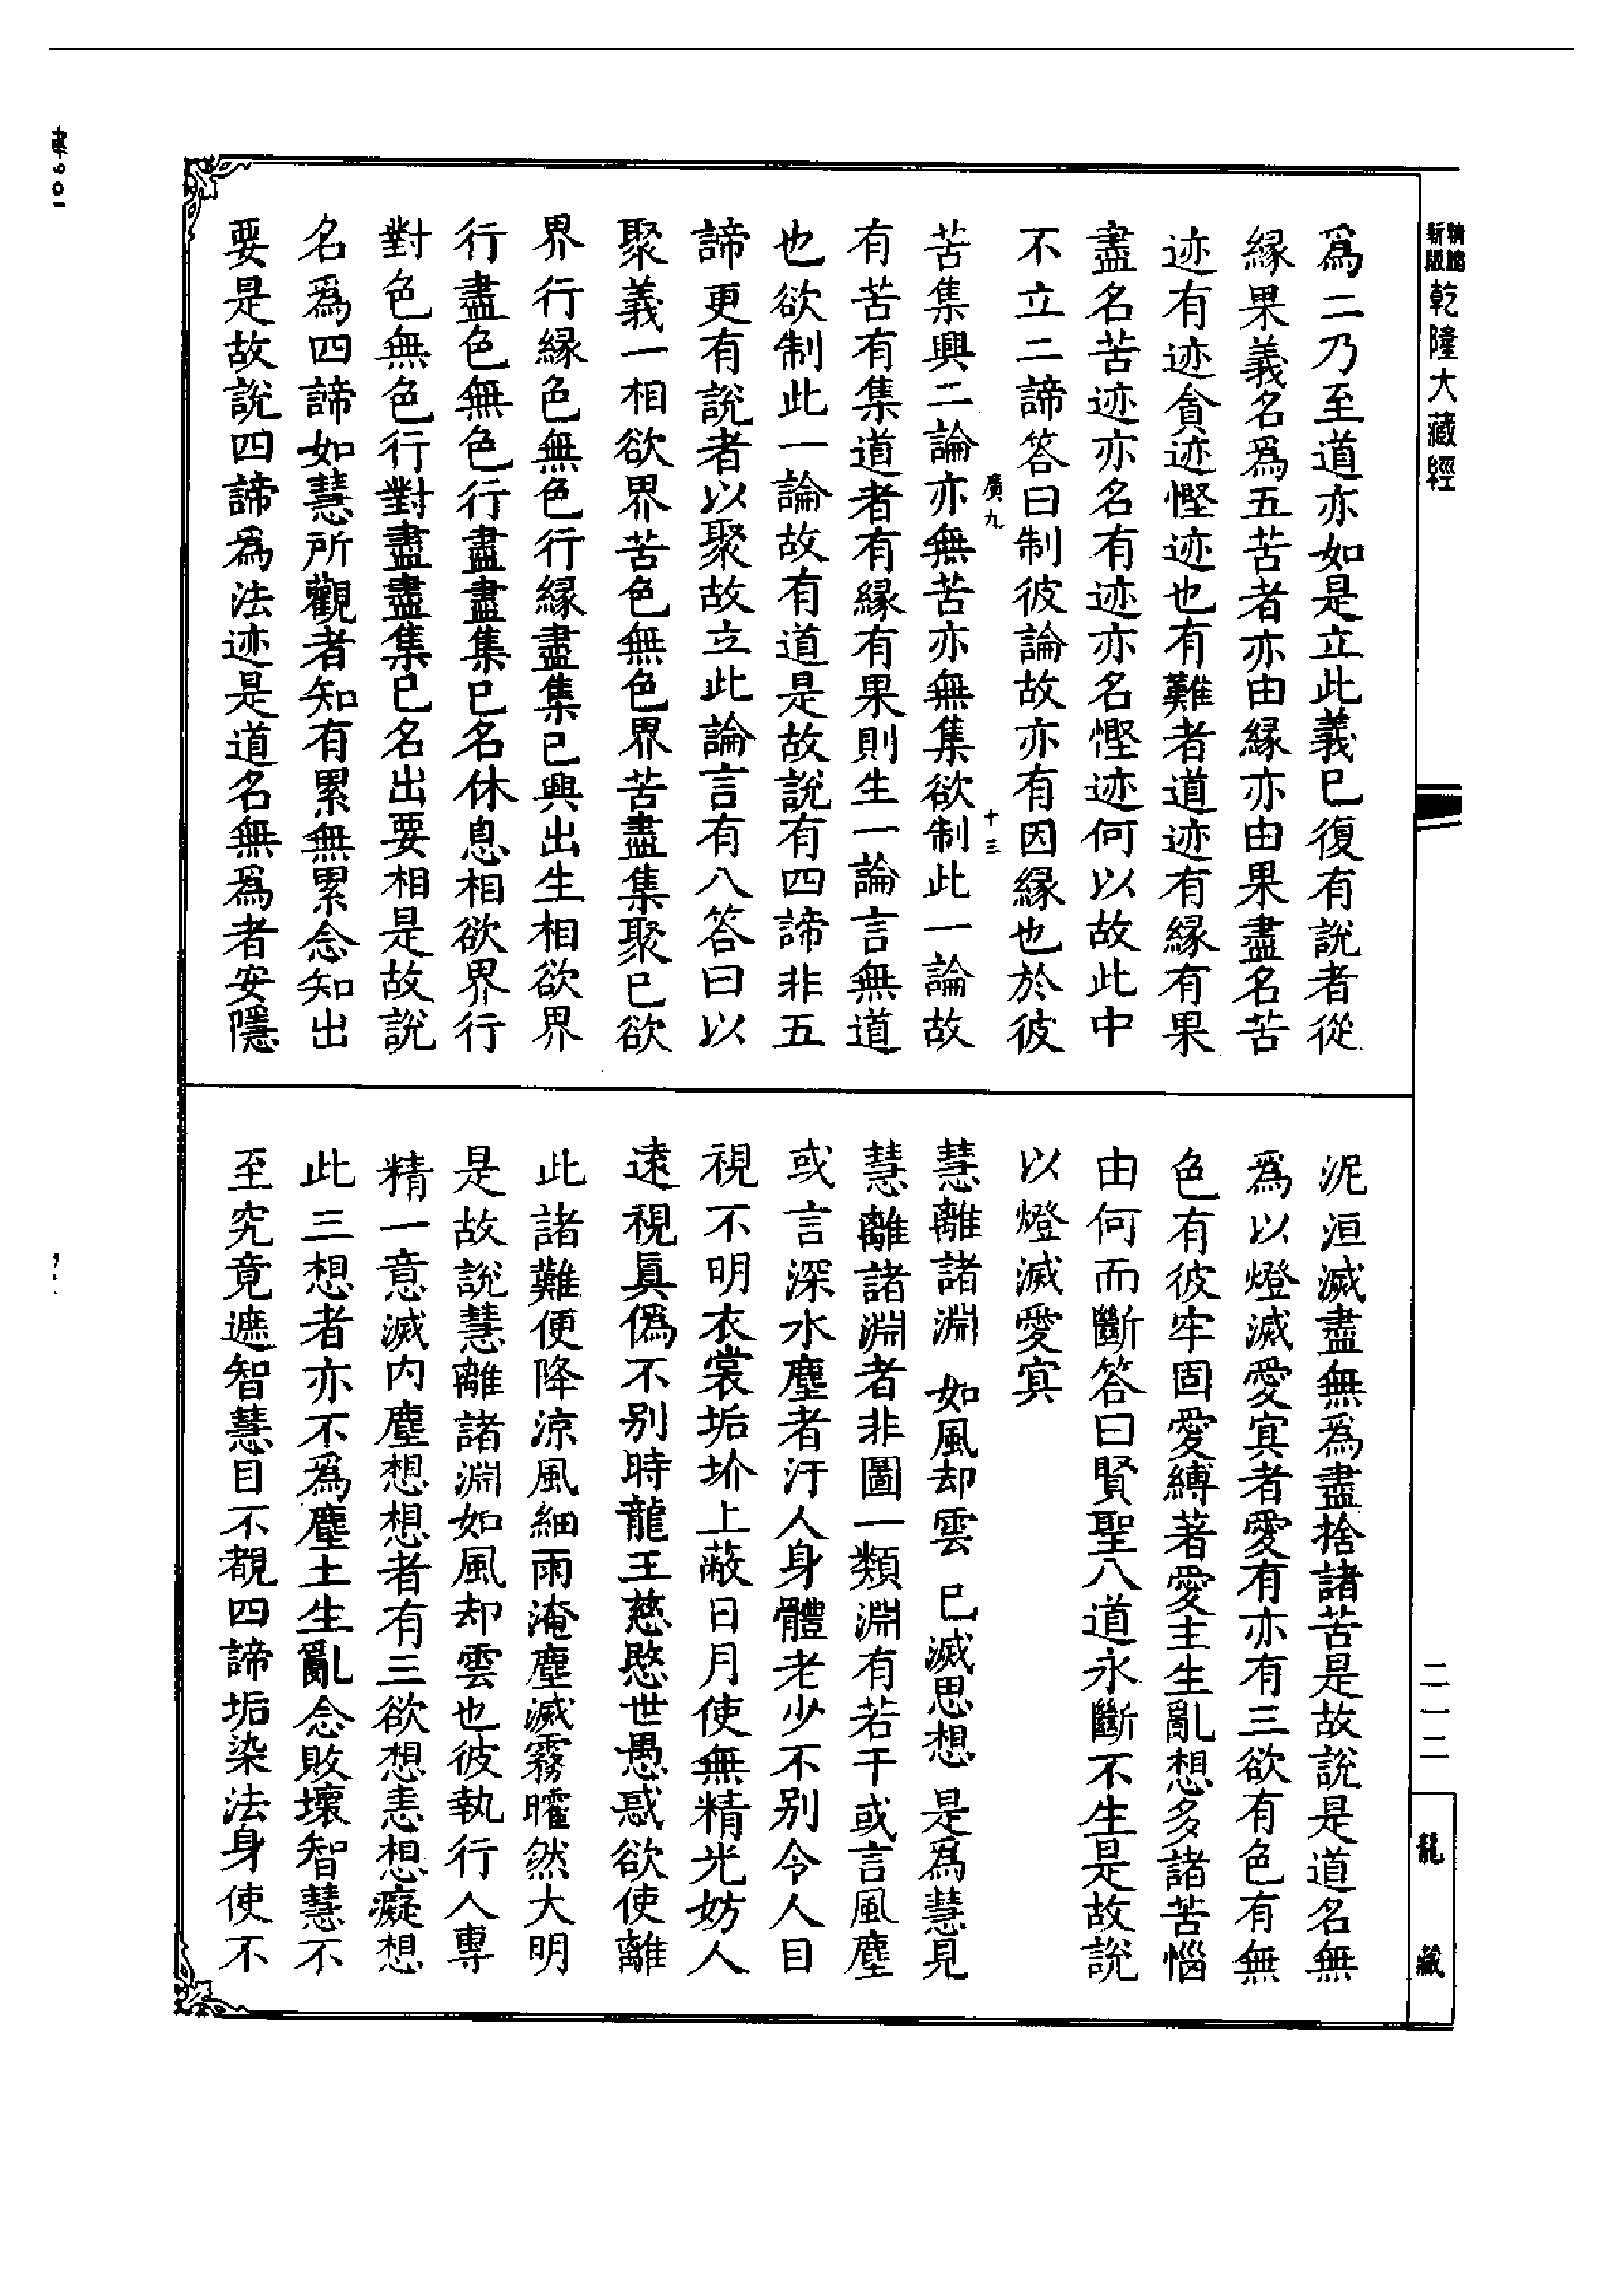 新版 精縮 乾隆大藏經
爲二乃至道亦如是立此義已復有說者從
緣果義名爲五苦者亦由緣亦由果盡名苦
迹有迹貪迹慳迹也有難者道迹有緣有果
盡名苦迹亦名有迹亦名慳迹何以故此中
不立二諦答曰制彼論故亦有因緣也於彼
廣九 十三
苦集興二論亦無苦亦無集欲制此一論故
有苦有集道者有緣有果則生一論言無道
也欲制此一論故有道是故說有四諦非五
諦更有說者以聚故立此論言有八答曰以
聚義一相欲界苦色無色界苦盡集聚已欲
界行緣色無色行緣盡集已興出生相欲界
行盡色無色行盡盡集已名休息相欲界行
對色無色行對盡盡集已名出要相是故說
名爲四諦如慧所觀者知有累無累念知出
要是故說四諦爲法迹是道名無爲者安隱
泥洹滅盡無爲盡捨諸苦是故說是道名無
爲以燈滅愛㝠者愛有亦有三欲有色有無
色有彼牢固愛縛著愛主生亂想多諸苦惱
由何而斷答曰賢聖八道永斷不生是故說
以燈滅愛㝠
慧離諸淵 如風却雲 已滅思想 是爲慧見
慧離諸淵者非圖一類淵有若干或言風塵
或言深水塵者汙人身體老少不別令人目
視不明衣裳垢坋上蔽日月使無精光妨人
遠視眞僞不別時龍王慈愍世愚惑欲使離
此諸難便降涼風細雨淹塵滅霧曤然大明
是故說慧離諸淵如風却雲也彼執行人專
精一意滅內塵想想者有三欲想恚想癡想
此三想者亦不爲塵土生亂念敗壞智慧不
至究竟遮智慧目不覩四諦垢染法身使不
二一二
龍藏